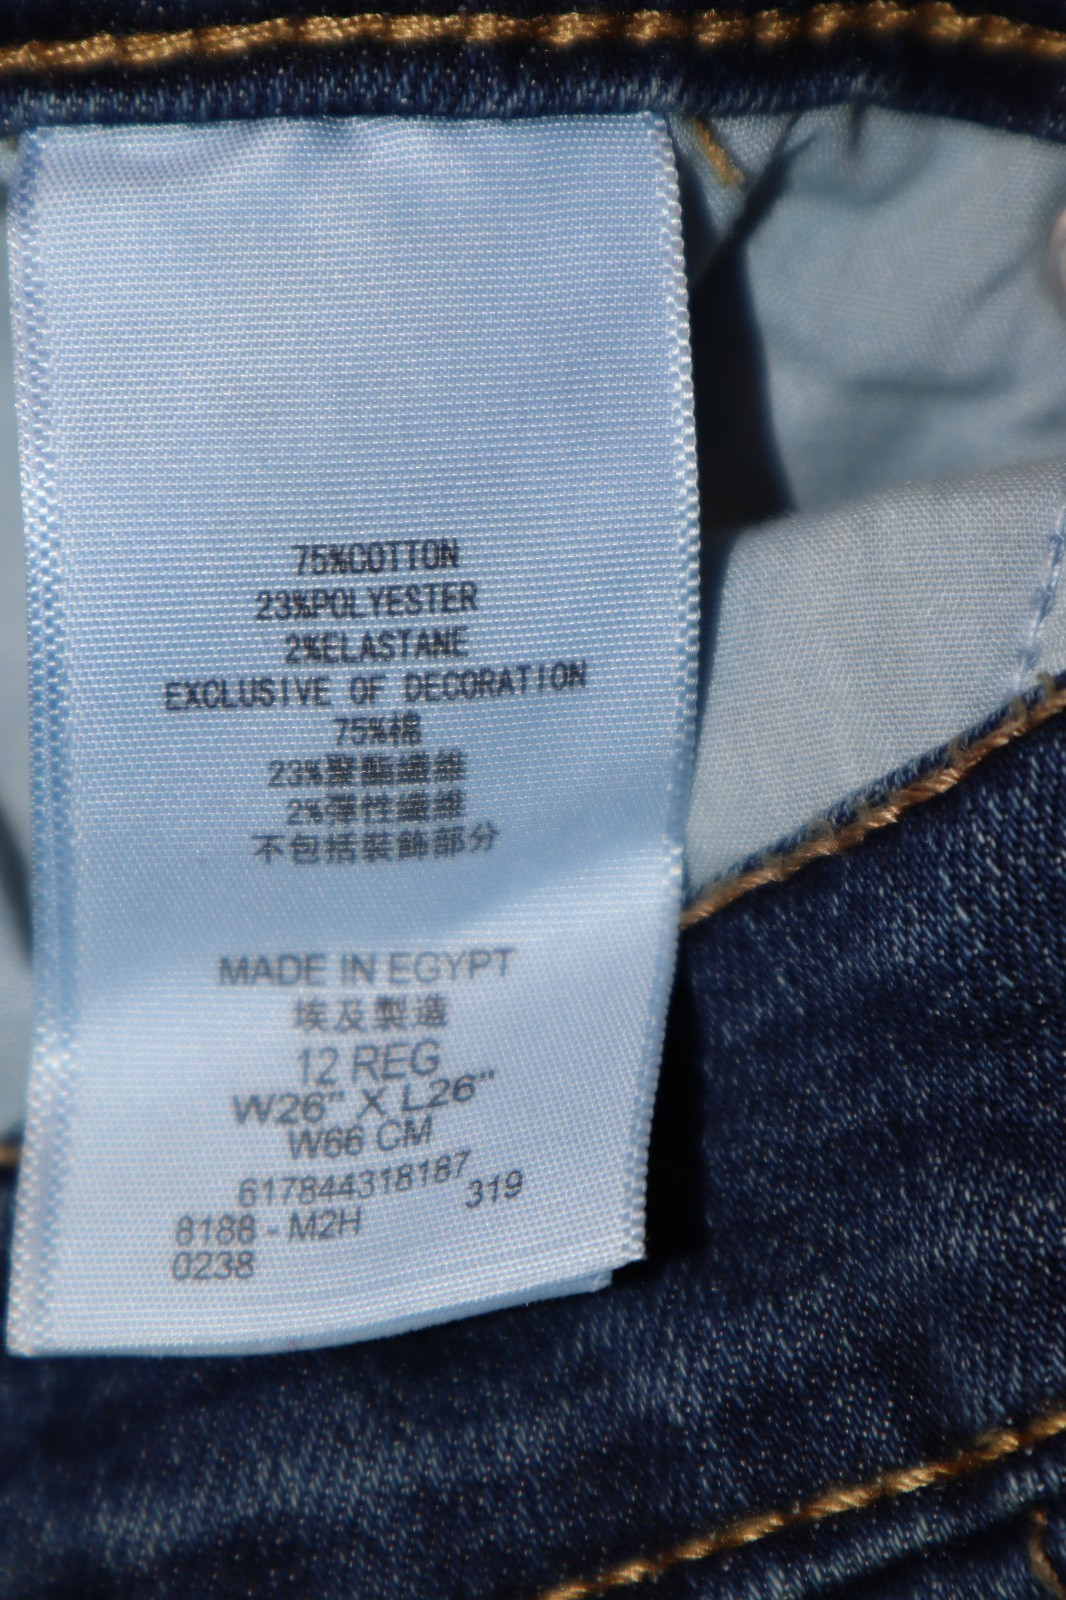 75%COTTON
23%POLYESTER
2%ELASTANE
EXCLUSIVE OF DECORATION
75%棉
23%聚酯纖維
2%彈性纖維
不包括裝飾部分
MADE IN EGYPT
埃及製造
12 REG
W26" X L26"
W66 CM
617844318187 319
8188 - M2H
0238